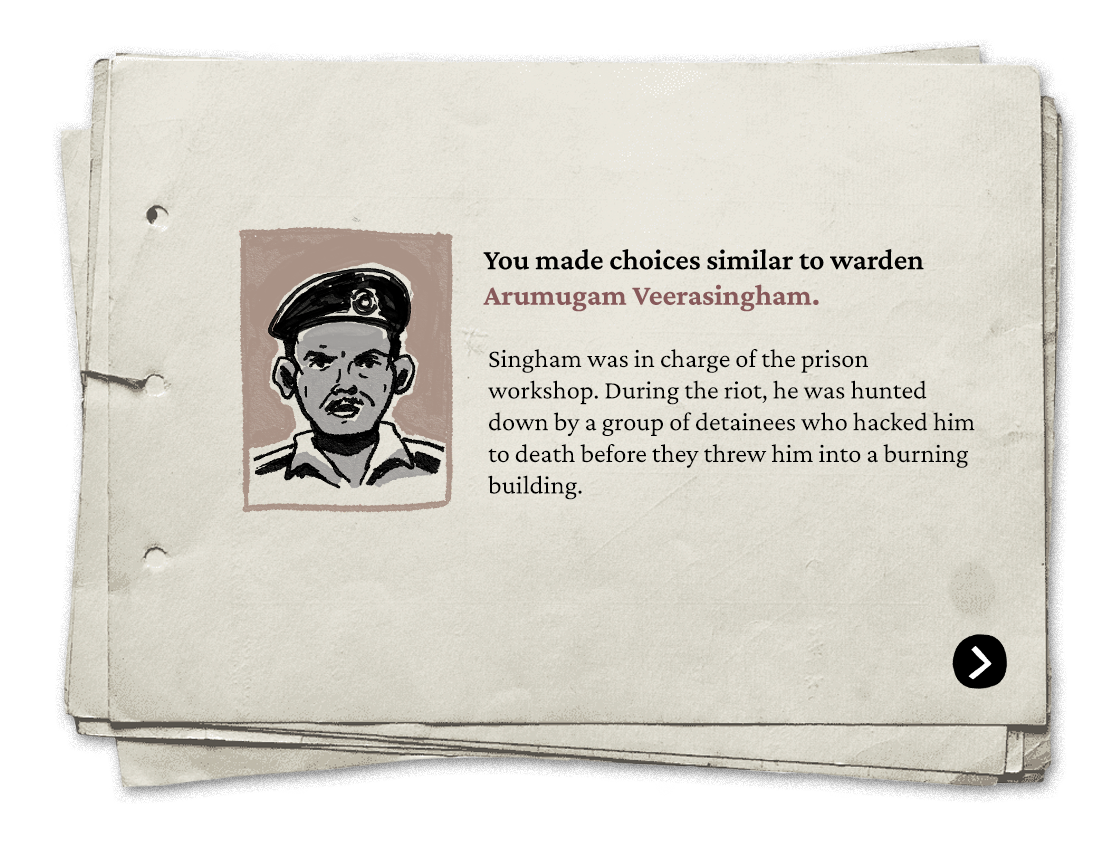 You made choices similar to warden
Arumugam Veerasingham.
Singham was in charge of the prison
workshop. During the riot, he was hunted
down by a group of detainees who hacked him
to death before they threw him into a burning
building.